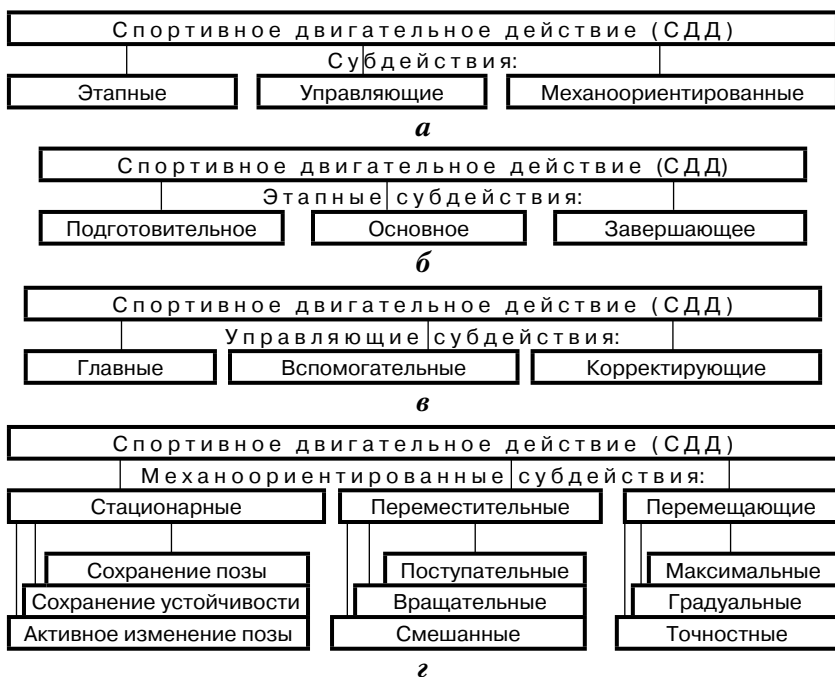 Спортивное двигательное действие (СДД)
Субдействия:
Этапные Управляющие Механоориентированные
а
Спортивное двигательное действие (СДД)
Этапные субдействия:
Подготовительное Основное Завершающее
б
Спортивное двигательное действие (СДД)
Управляющие субдействия:
Главные Вспомогательные Корректирующие
в
Спортивное двигательное действие (СДД)
Механоориентированные субдействия:
Стационарные Переместительные Перемещающие
Сохранение позы Поступательные Максимальные
Сохранение устойчивости Вращательные Градуальные
Активное изменение позы Смешанные Точностные
г